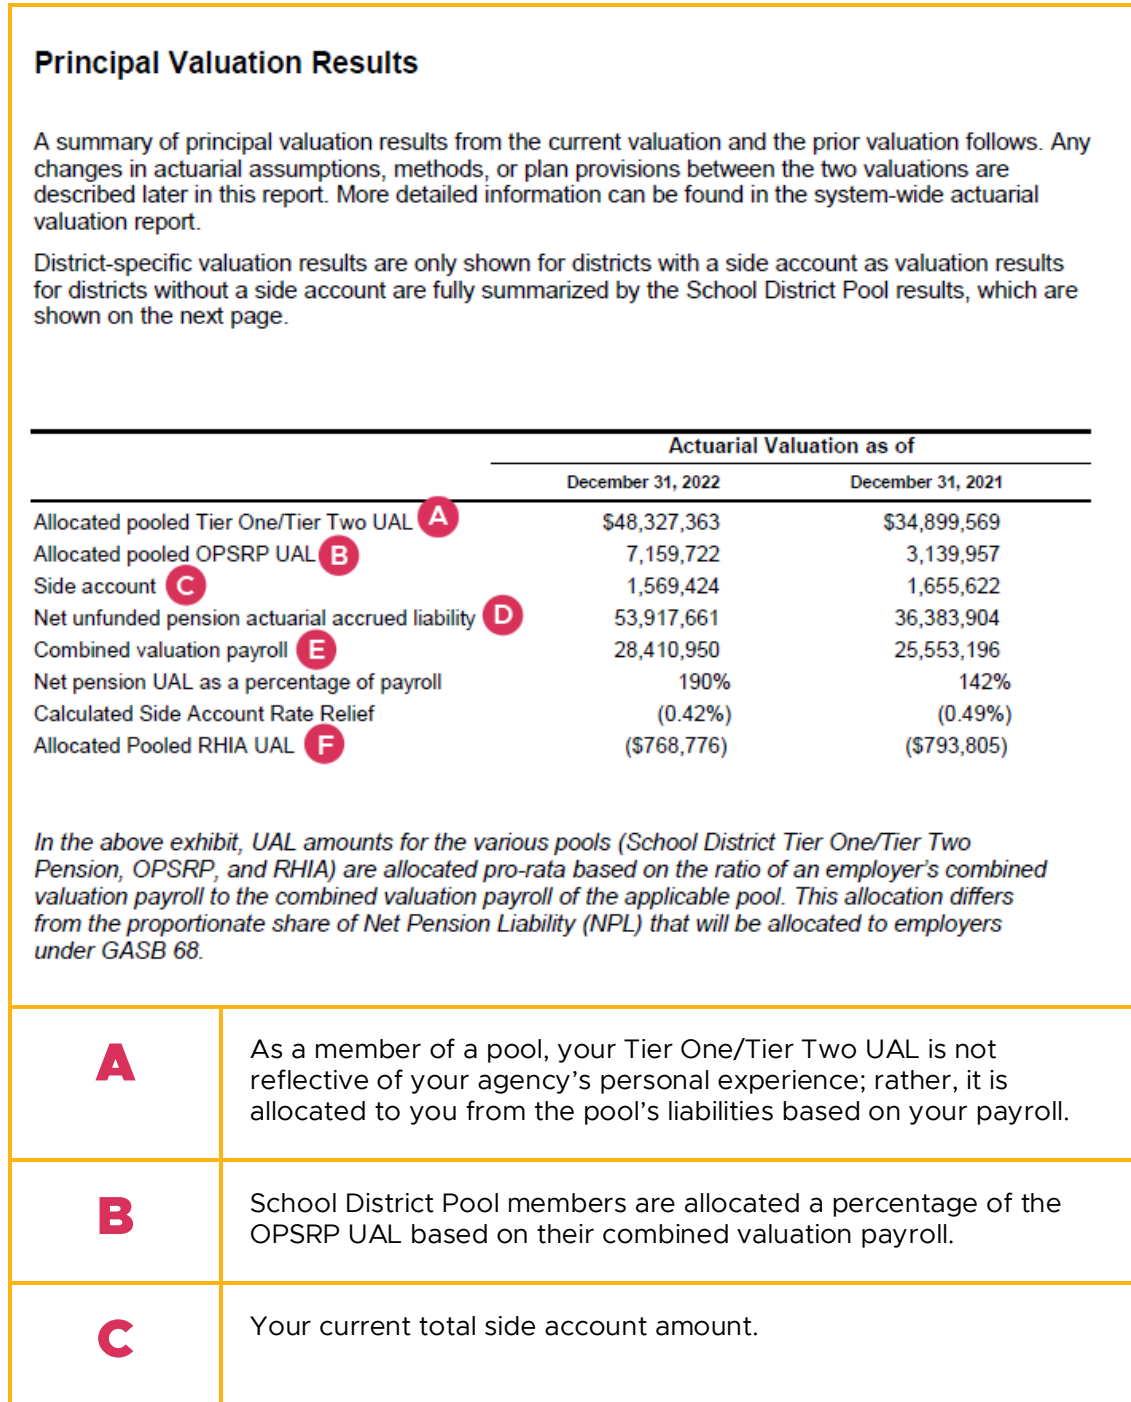 Principal Valuation Results
A summary of principal valuation results from the current valuation and the prior valuation follows. Any
changes in actuarial assumptions, methods, or plan provisions between the two valuations are
described later in this report. More detailed information can be found in the system-wide actuarial
valuation report.
District-specific valuation results are only shown for districts with a side account as valuation results
for districts without a side account are fully summarized by the School District Pool results, which are
shown on the next page.
Actuarial Valuation as of
December 31, 2022 December 31, 2021
Allocated pooled Tier One/Tier Two UAL A $48,327,363 $34,899,569
Allocated pooled OPSRP UAL B 7,159,722 3,139,957
Side account C 1,569,424 1,655,622
Net unfunded pension actuarial accrued liability D 53,917,661 36,383,904
Combined valuation payroll E 28,410,950 25,553,196
Net pension UAL as a percentage of payroll 190% 142%
Calculated Side Account Rate Relief (0.42%) (0.49%)
Allocated Pooled RHIA UAL F ($768,776) ($793,805)
In the above exhibit, UAL amounts for the various pools (School District Tier One/Tier Two
Pension, OPSRP, and RHIA) are allocated pro-rata based on the ratio of an employer's combined
valuation payroll to the combined valuation payroll of the applicable pool. This allocation differs
from the proportionate share of Net Pension Liability (NPL) that will be allocated to employers
under GASB 68.
A
As a member of a pool, your Tier One/Tier Two UAL is not
reflective of your agency's personal experience; rather, it is
allocated to you from the pool's liabilities based on your payroll.
B
School District Pool members are allocated a percentage of the
OPSRP UAL based on their combined valuation payroll.
C
Your current total side account amount.